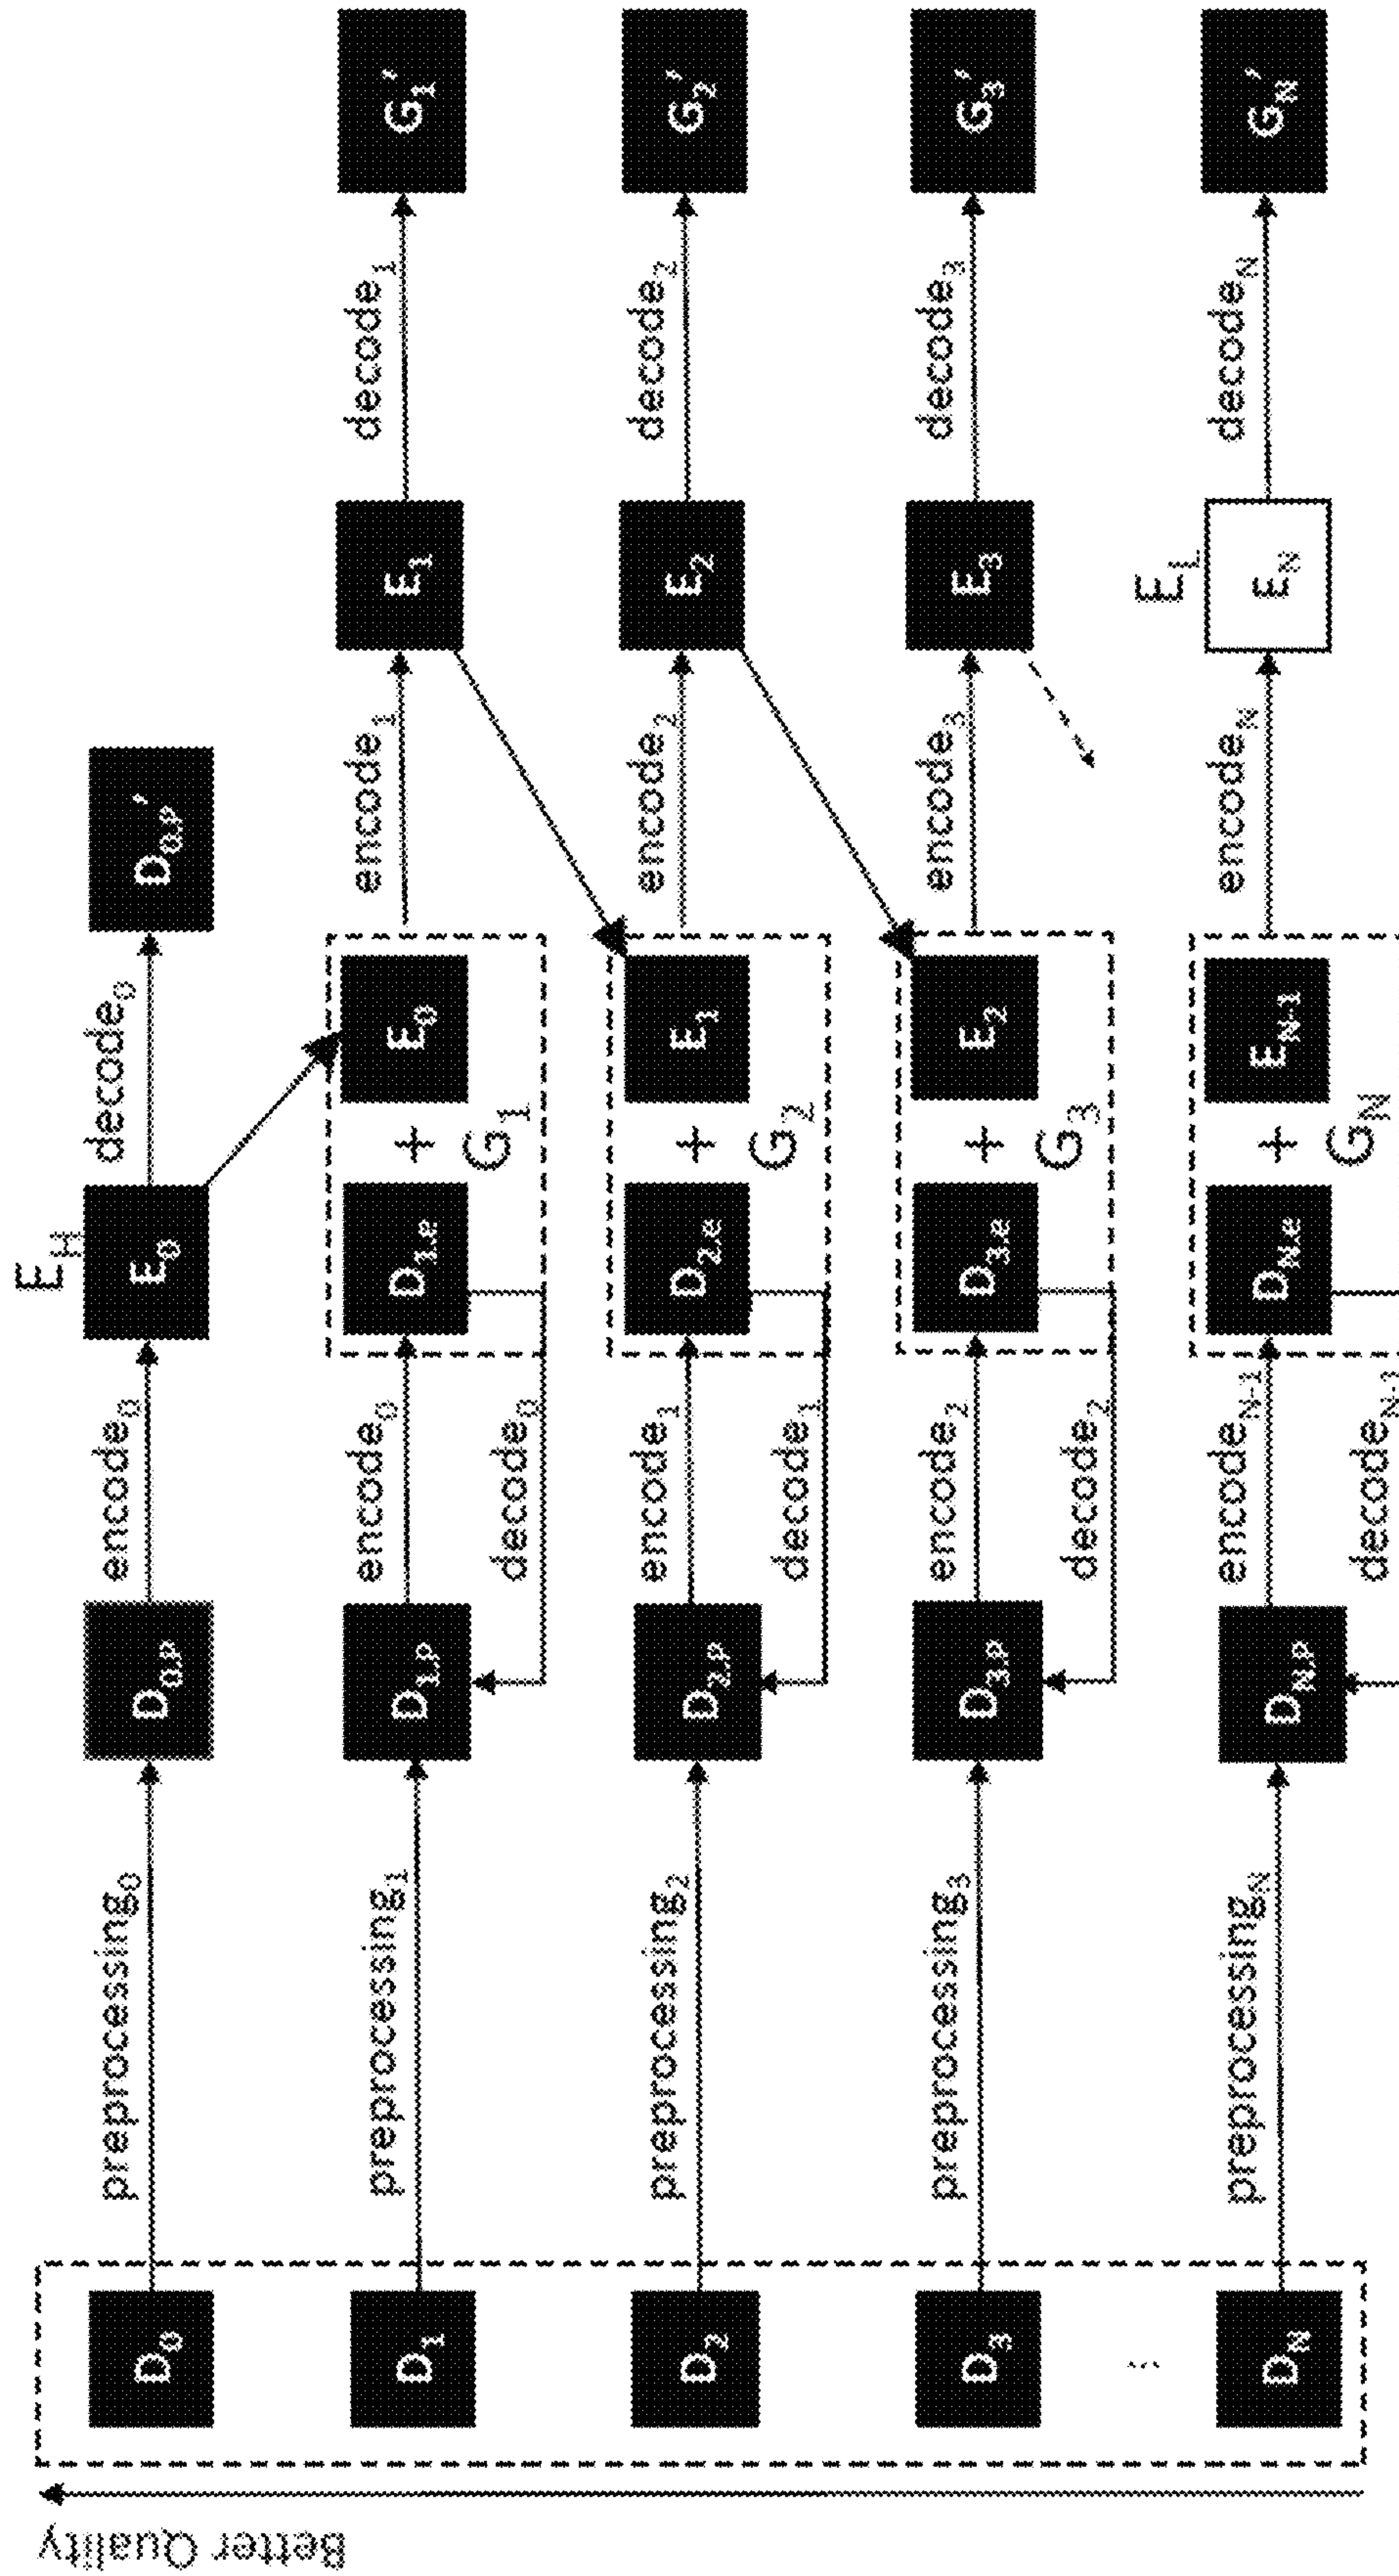 Better Quality
D0 preprocessing0 D0,P encode0 EH E0 decode0 D0,P'
D1 preprocessing1 D1,P encode0 decode0 D1,e + E0 G1 encode1 E1 decode1 G1'
D2 preprocessing2 D2,P encode1 decode1 D2,e + E1 G2 encode2 E2 decode2 G2'
D3 preprocessing3 D3,P encode2 decode2 D3,e + E2 G3 encode3 E3 decode3 G3'
...
DN preprocessingN DN,P encodeN-1 decodeN-1 DN,e + EN-1 GN encodeN EL EN decodeN GN'